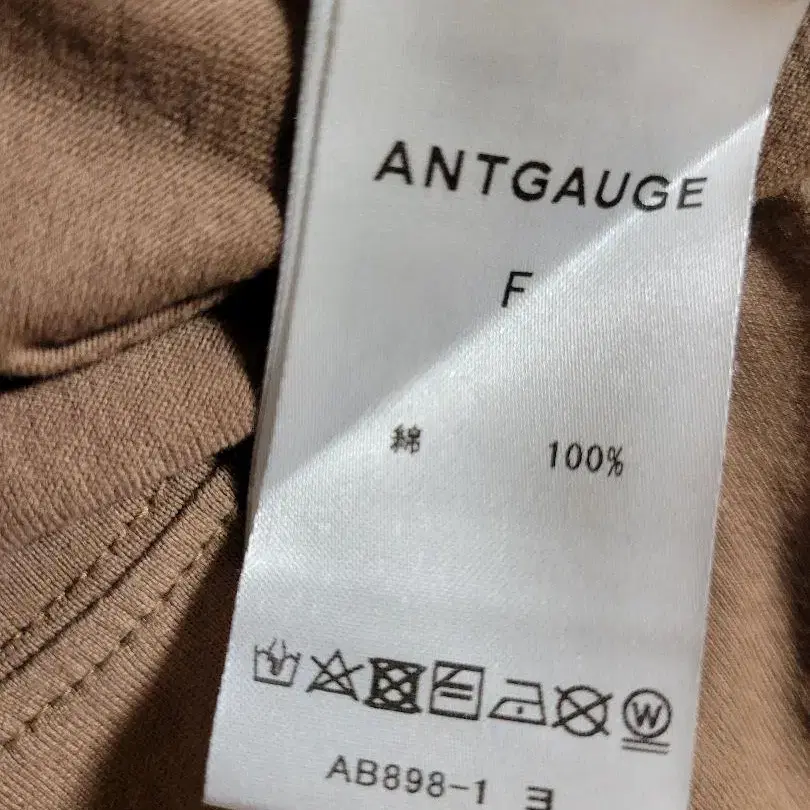 ANTGAUGE
F
綿 100%
W
AB898-1 ヨ